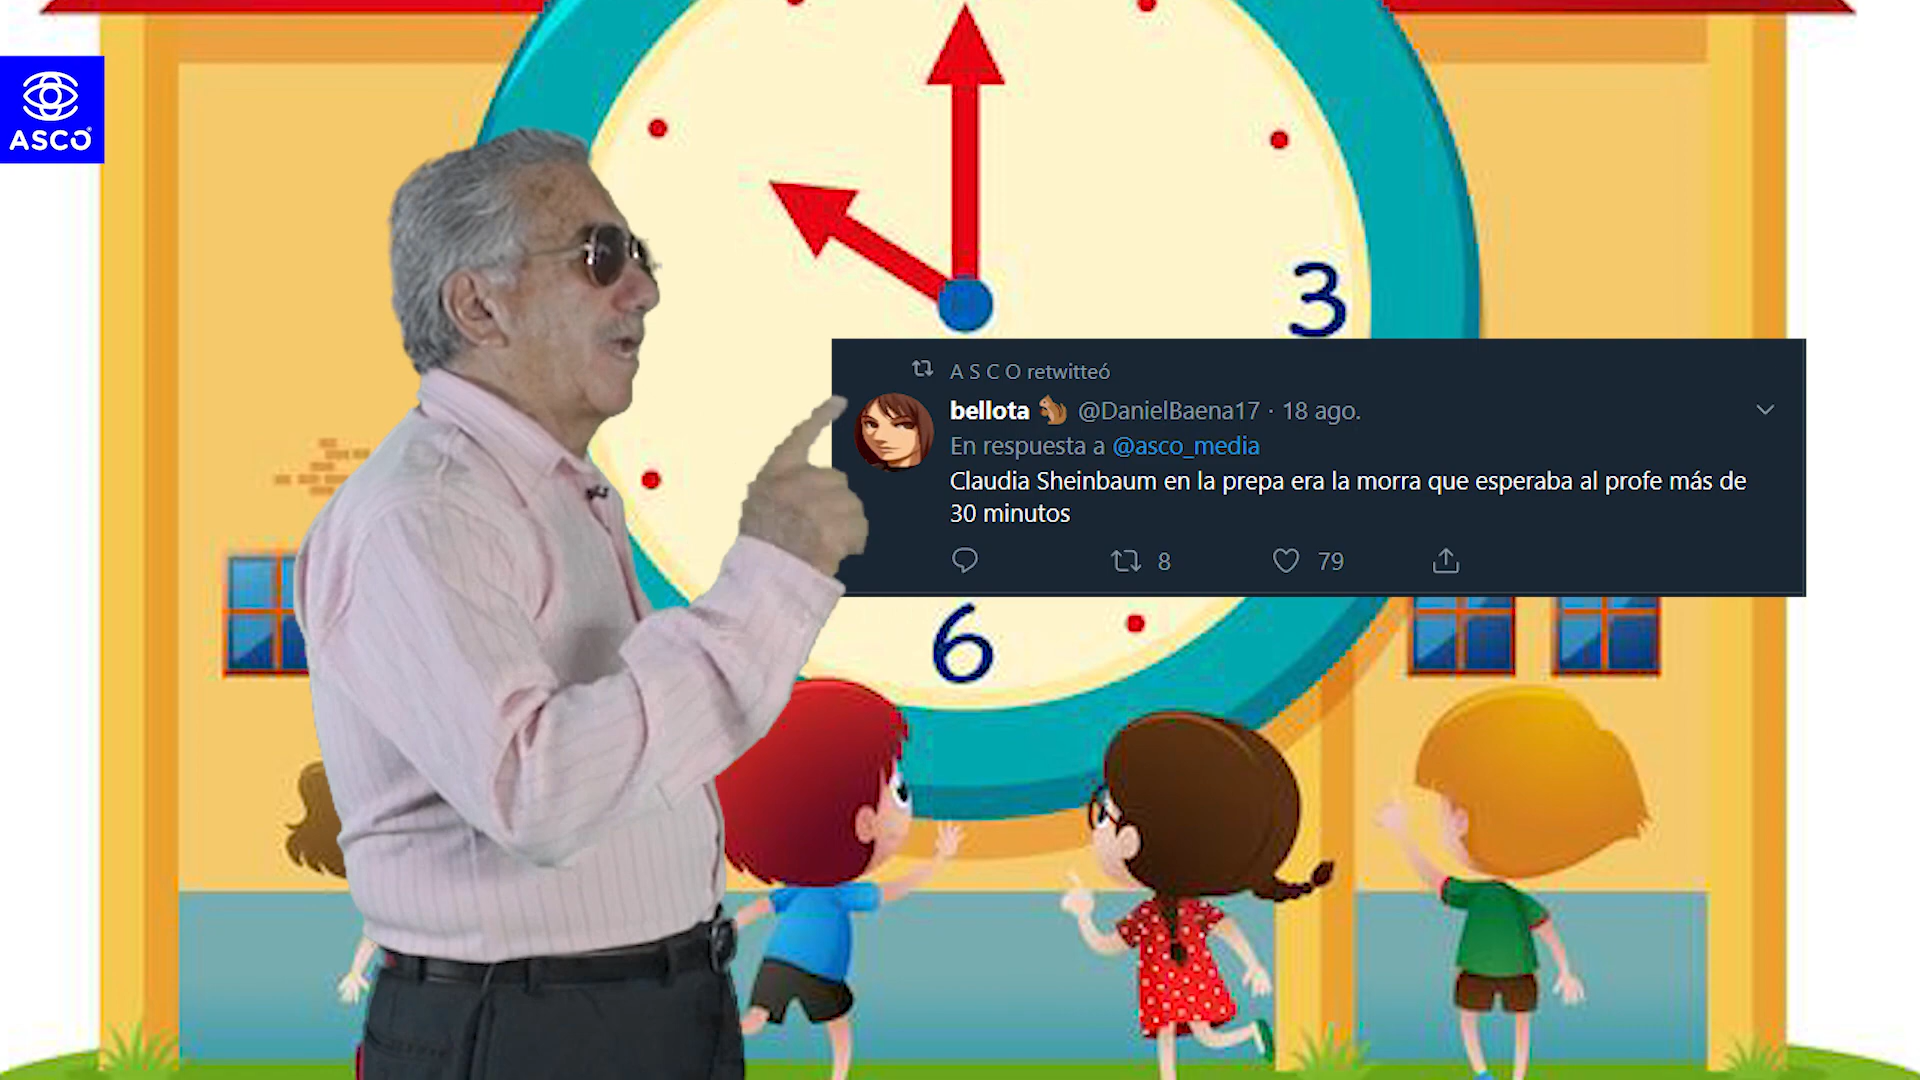 ASCO
3
A S C O retwitteó
bellota 🐿️ @DanielBaena17 · 18 ago.
En respuesta a @asco_media
Claudia Sheinbaum en la prepa era la morra que esperaba al profe más de
30 minutos
8 79
6